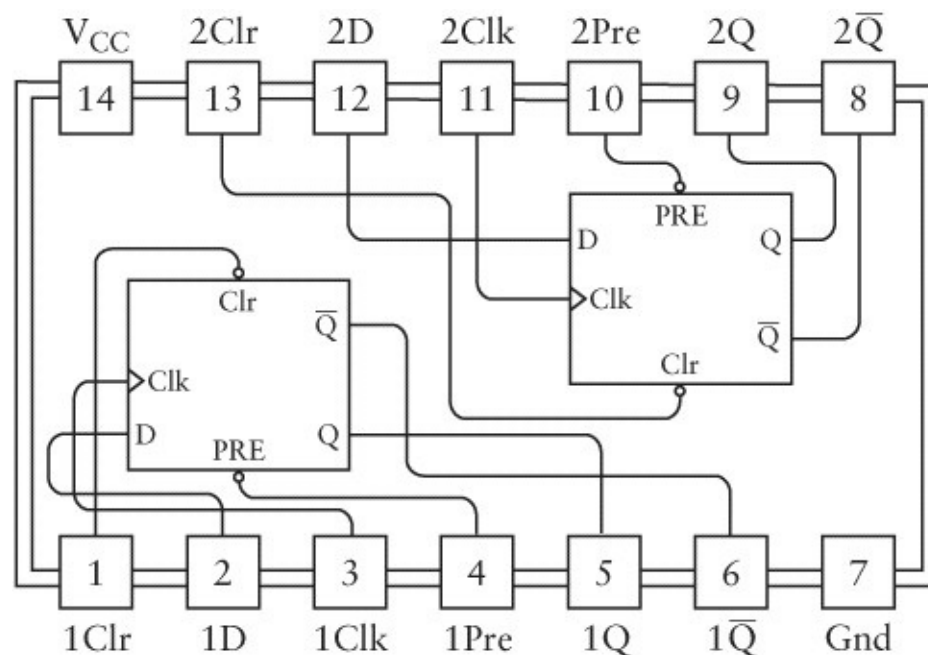 VCC 2Clr 2D 2Clk 2Pre 2Q 2Q̅
14 13 12 11 10 9 8
PRE
D Q
Clk
Q̅
Clr
Clr
Q̅
Clk
D Q
PRE
1 2 3 4 5 6 7
1Clr 1D 1Clk 1Pre 1Q 1Q̅ Gnd